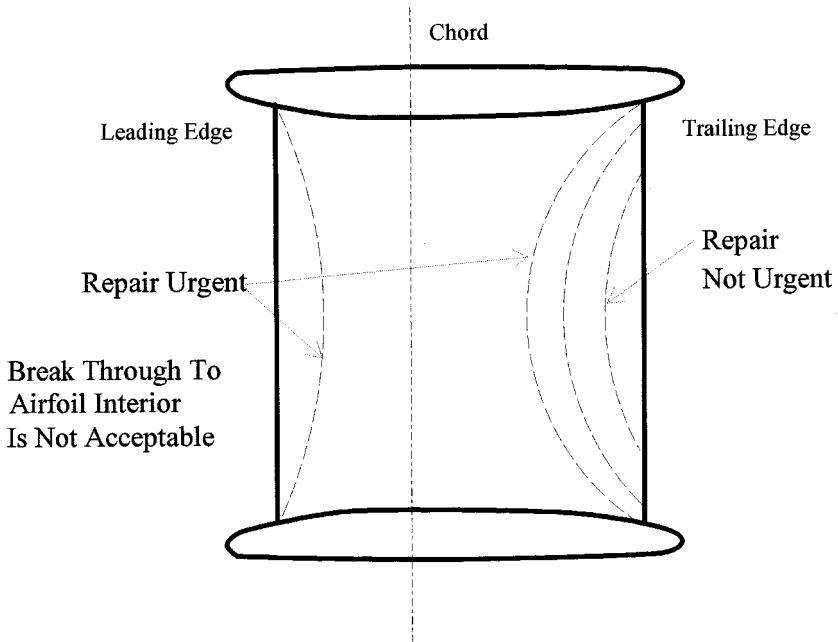 Chord
Leading Edge
Trailing Edge
Repair
Not Urgent
Repair Urgent
Break Through To
Airfoil Interior
Is Not Acceptable